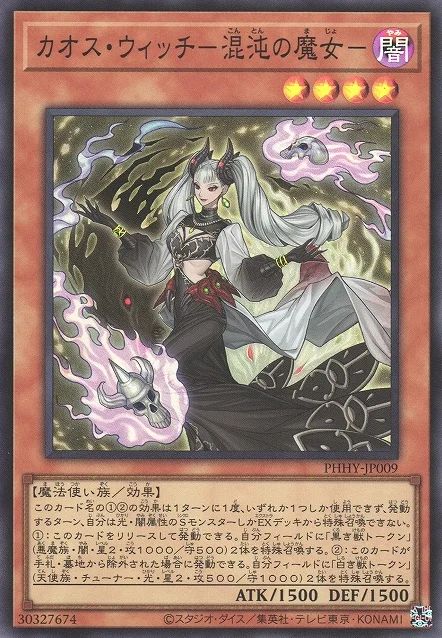 カオス・ウィッチー混沌の魔女－
闇
PHHY-JP009
【魔法使い族／効果】
このカード名の①②の効果は1ターンに1度、いずれか1つしか使用できず、発動
するターン、自分は光・闇属性のSモンスターしかEXデッキから特殊召喚できない。
①：このカードをリリースして発動できる。自分フィールドに「黒き獣トークン」
（悪魔族・闇・星2・攻1000／守500）2体を特殊召喚する。②：このカードが
手札・墓地から除外された場合に発動できる。自分フィールドに「白き獣トークン」
（天使族・チューナー・光・星2・攻500／守1000）2体を特殊召喚する。
ATK/1500 DEF/1500
30327674
©スタジオ・ダイス／集英社・テレビ東京・KONAMI